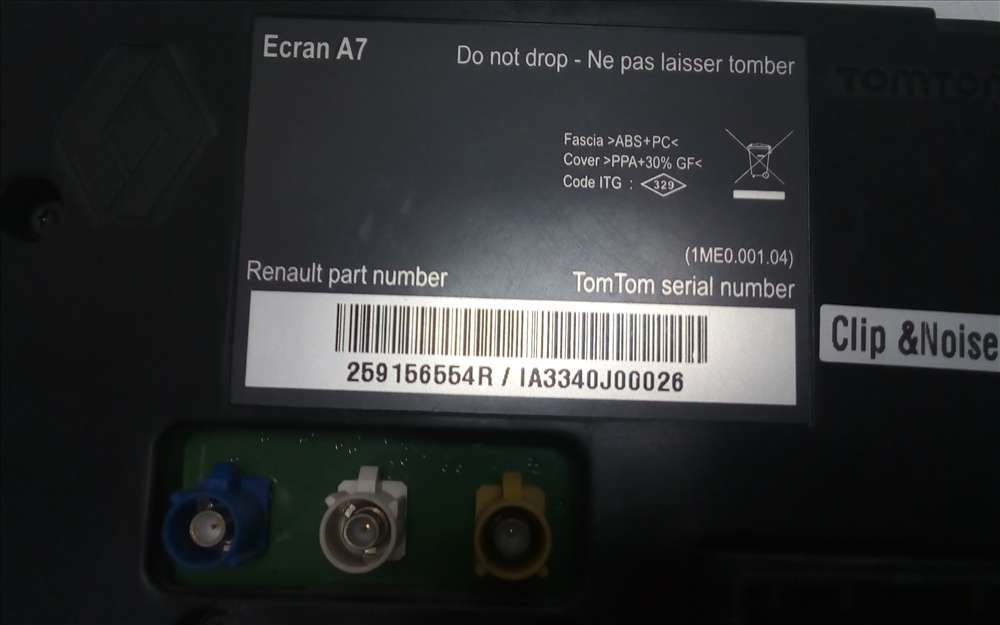 Ecran A7
Do not drop - Ne pas laisser tomber
TOMTOM
Fascia >ABS+PC<
Cover >PPA+30% GF<
Code ITG : 329
(1ME0.001.04)
Renault part number
TomTom serial number
Clip &Noise
259156554R / IA3340J00026